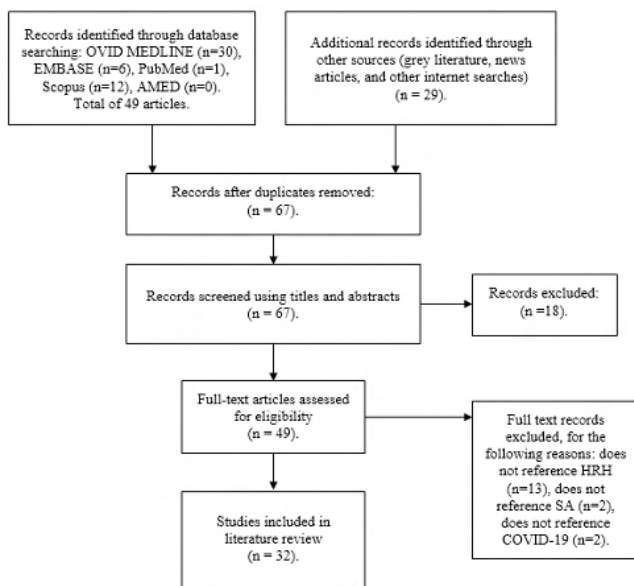 Records identified through database
searching: OVID MEDLINE (n=30),
EMBASE (n=6), PubMed (n=1),
Scopus (n=12), AMED (n=0).
Total of 49 articles.
Additional records identified through
other sources (grey literature, news
articles, and other internet searches)
(n = 29).
Records after duplicates removed:
(n = 67).
Records screened using titles and abstracts
(n = 67).
Records excluded:
(n =18).
Full-text articles assessed
for eligibility
(n = 49).
Full text records
excluded, for the
following reasons: does
not reference HRH
(n=13), does not
reference SA (n=2),
does not reference
COVID-19 (n=2).
Studies included in
literature review
(n = 32).